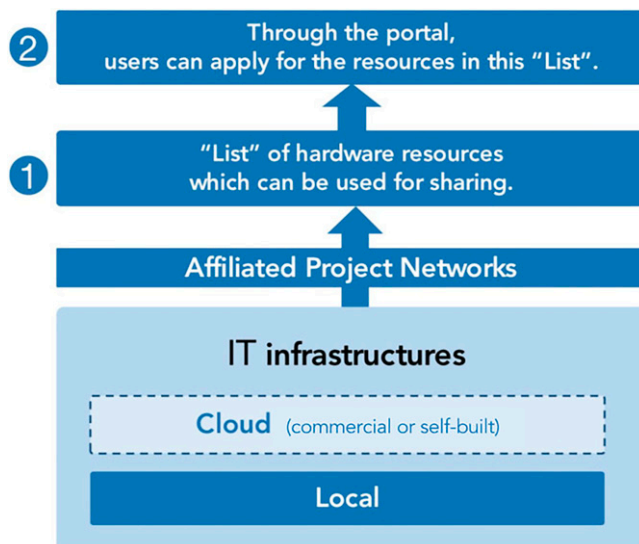 2
Through the portal,
users can apply for the resources in this “List”.
1
“List” of hardware resources
which can be used for sharing.
Affiliated Project Networks
IT infrastructures
Cloud (commercial or self-built)
Local